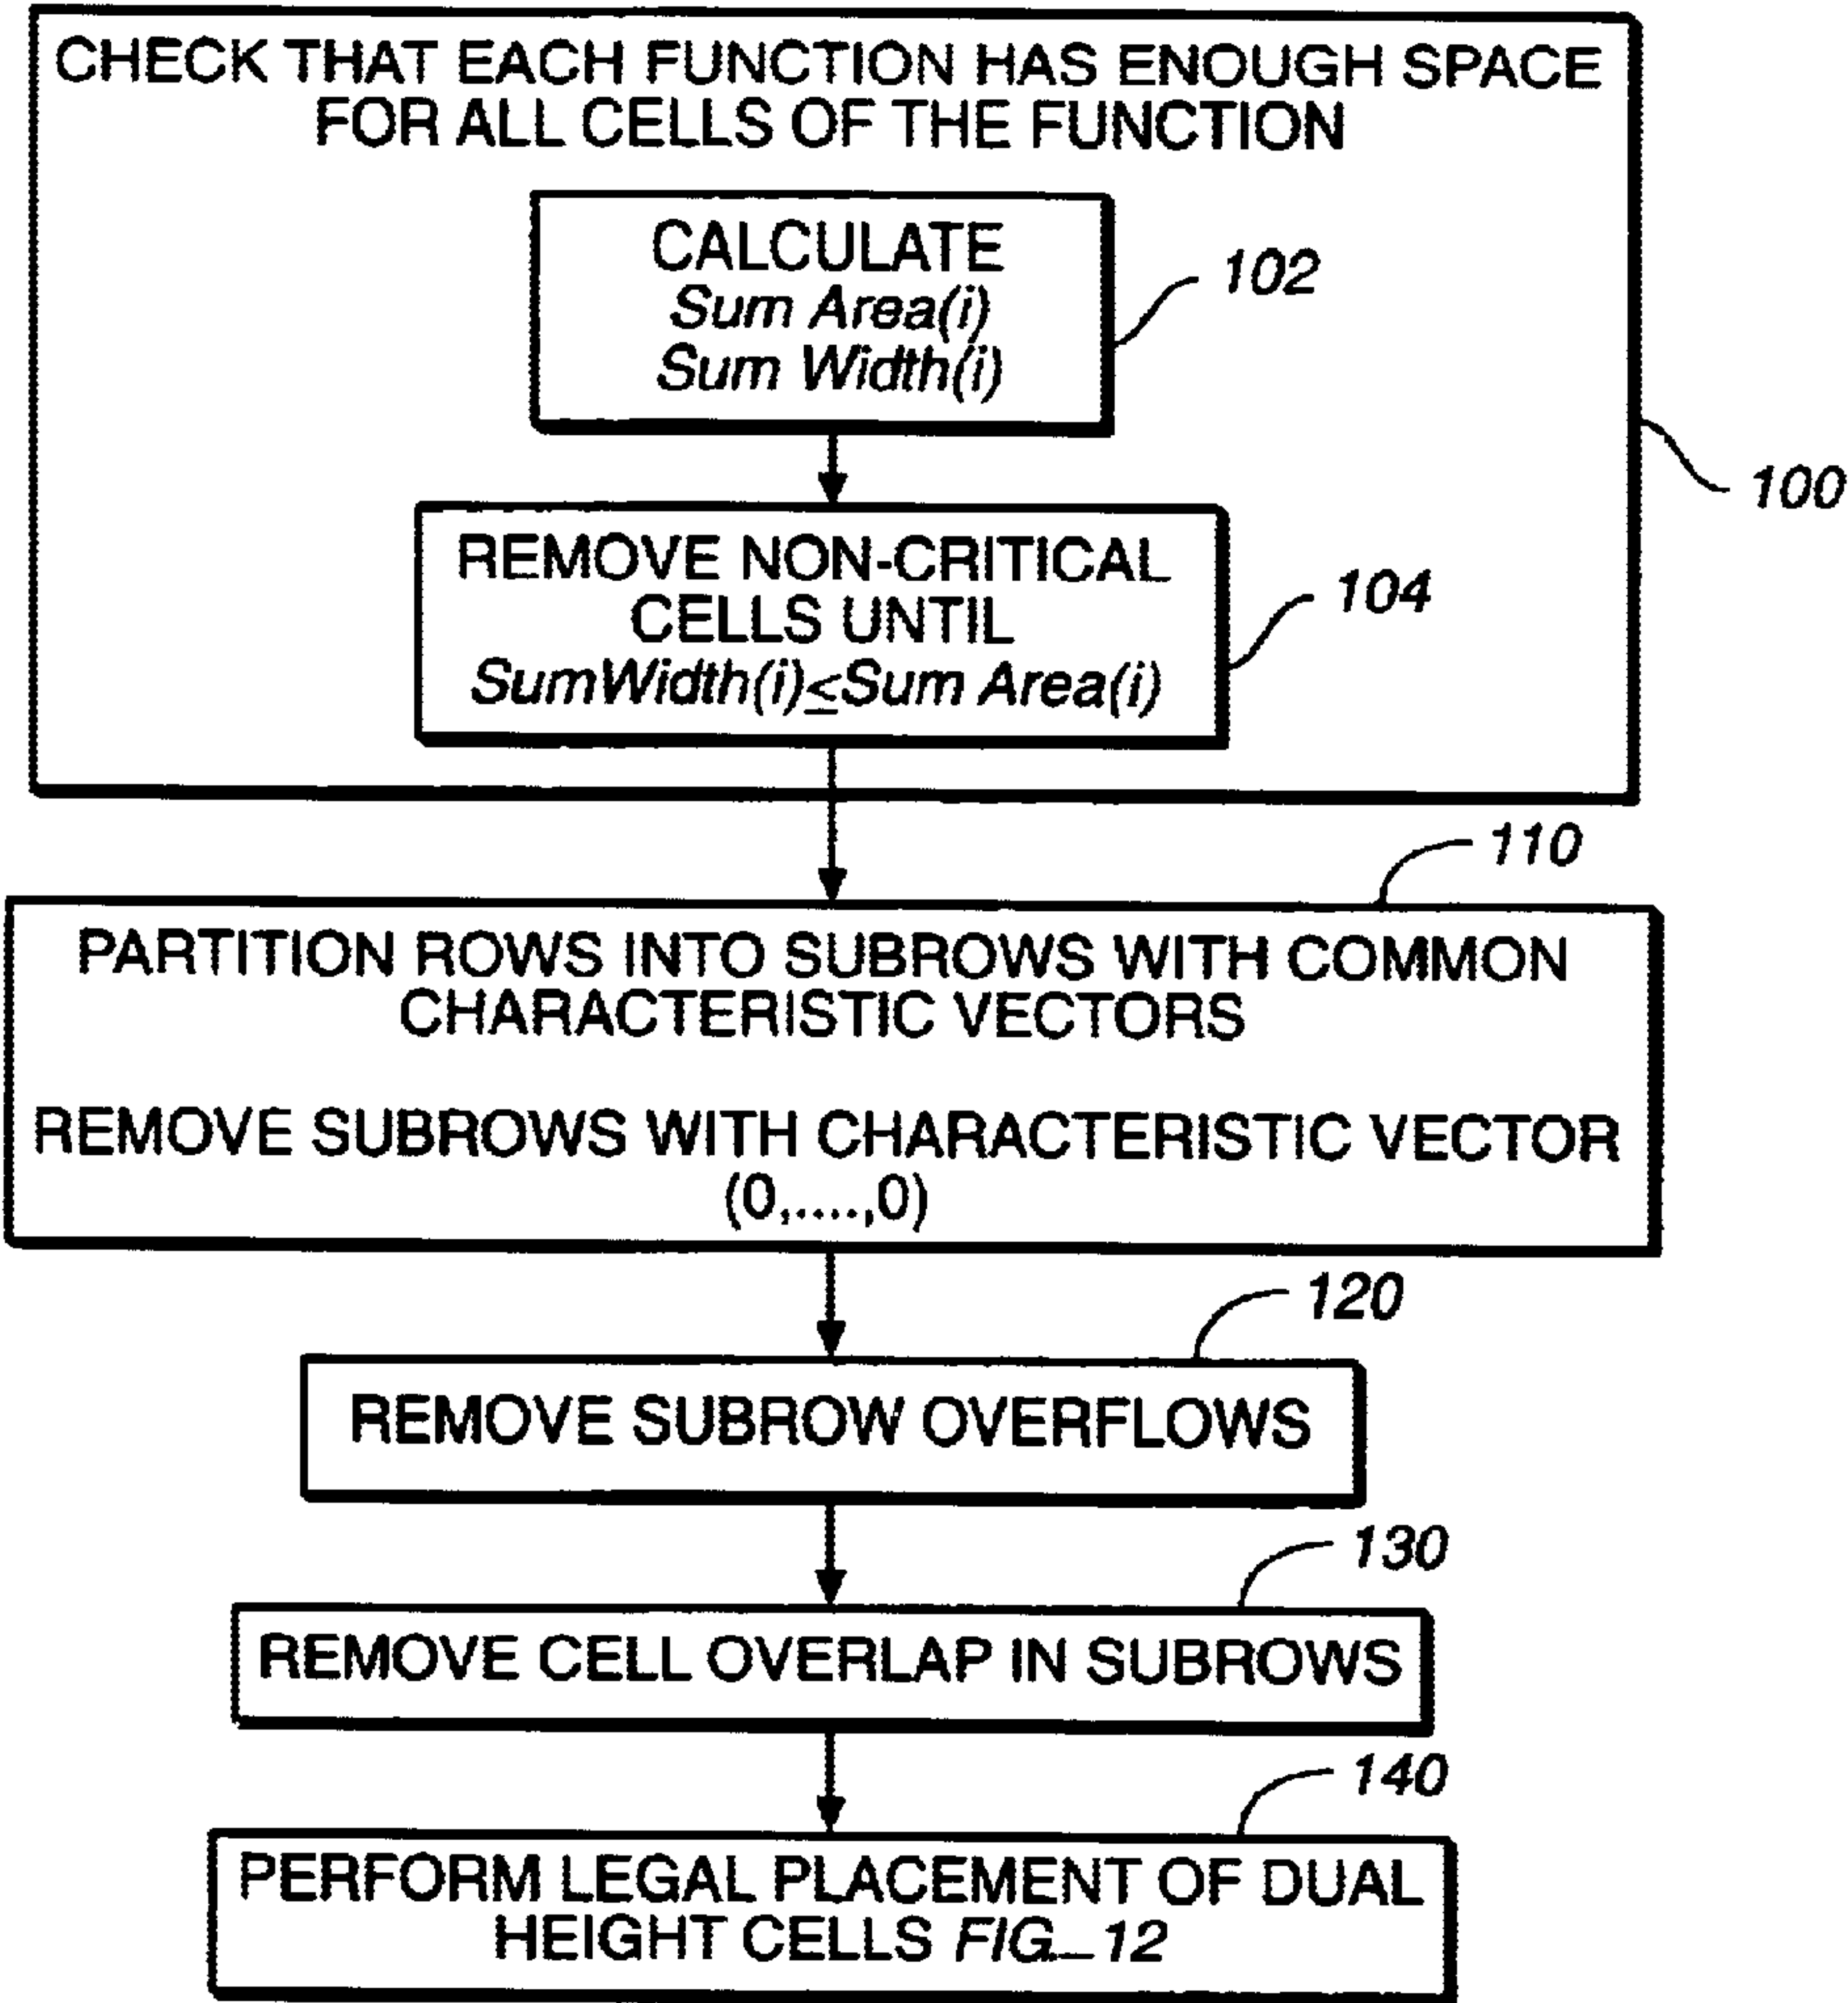 CHECK THAT EACH FUNCTION HAS ENOUGH SPACE
FOR ALL CELLS OF THE FUNCTION
CALCULATE
Sum Area(i)
Sum Width(i)
102
REMOVE NON-CRITICAL
CELLS UNTIL
SumWidth(i)≤Sum Area(i)
104
100
110
PARTITION ROWS INTO SUBROWS WITH COMMON
CHARACTERISTIC VECTORS
REMOVE SUBROWS WITH CHARACTERISTIC VECTOR
(0,....,0)
120
REMOVE SUBROW OVERFLOWS
130
REMOVE CELL OVERLAP IN SUBROWS
140
PERFORM LEGAL PLACEMENT OF DUAL
HEIGHT CELLS FIG._12